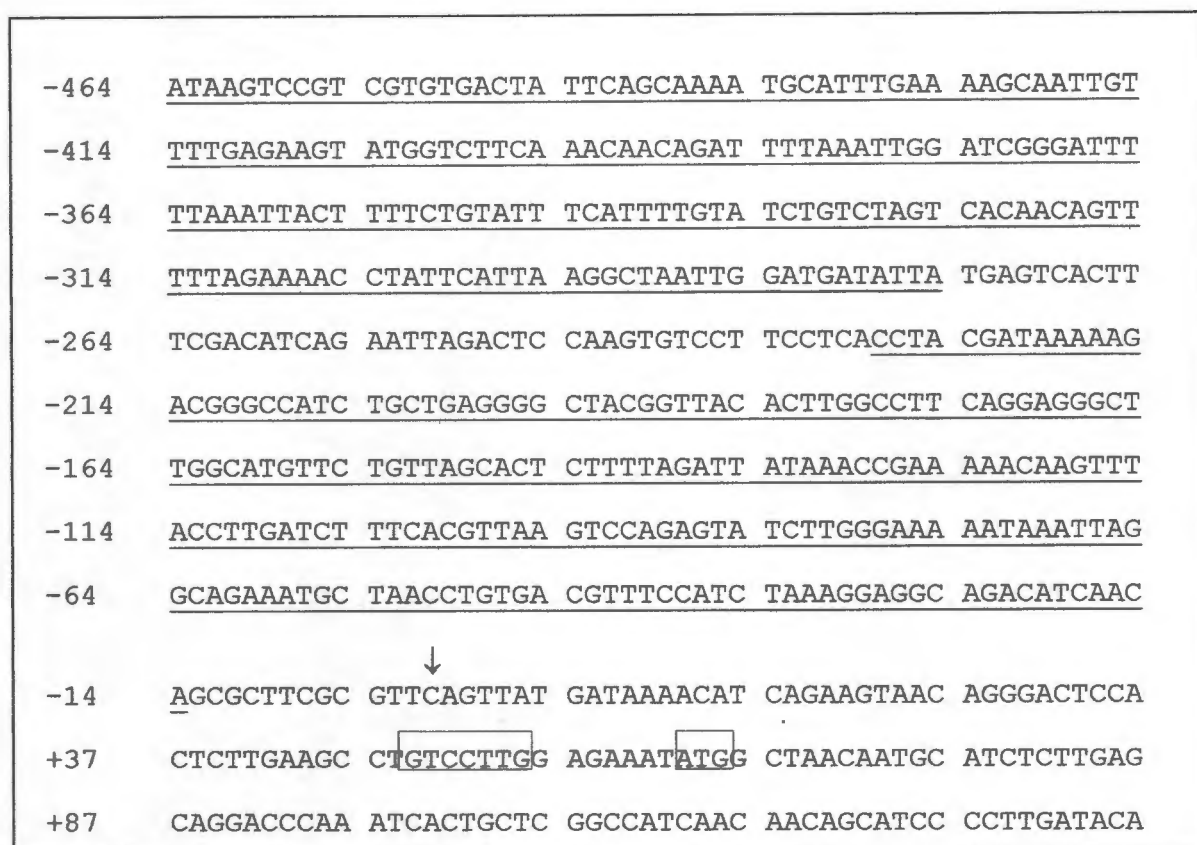 -464 ATAAGTCCGT CGTGTGACTA TTCAGCAAAA TGCATTTGAA AAGCAATTGT
-414 TTTGAGAAGT ATGGTCTTCA AACAACAGAT TTTAAATTGG ATCGGGATTT
-364 TTAAATTACT TTTCTGTATT TCATTTTGTA TCTGTCTAGT CACAACAGTT
-314 TTTAGAAAAC CTATTCATTA AGGCTAATTG GATGATATTA TGAGTCACTT
-264 TCGACATCAG AATTAGACTC CAAGTGTCCT TCCTCACCTA CGATAAAAAG
-214 ACGGGCCATC TGCTGAGGGG CTACGGTTAC ACTTGGCCTT CAGGAGGGCT
-164 TGGCATGTTC TGTTAGCACT CTTTTAGATT ATAAACCGAA AAACAAGTTT
-114 ACCTTGATCT TTCACGTTAA GTCCAGAGTA TCTTGGGAAA AATAAATTAG
-64 GCAGAAATGC TAACCTGTGA CGTTTCCATC TAAAGGAGGC AGACATCAAC
↓
-14 AGCGCTTCGC GTTCAGTTAT GATAAAACAT CAGAAGTAAC AGGGACTCCA
+37 CTCTTGAAGC CTGTCCTTGG AGAAATATGG CTAACAATGC ATCTCTTGAG
+87 CAGGACCCAA ATCACTGCTC GGCCATCAAC AACAGCATCC CCTTGATACA